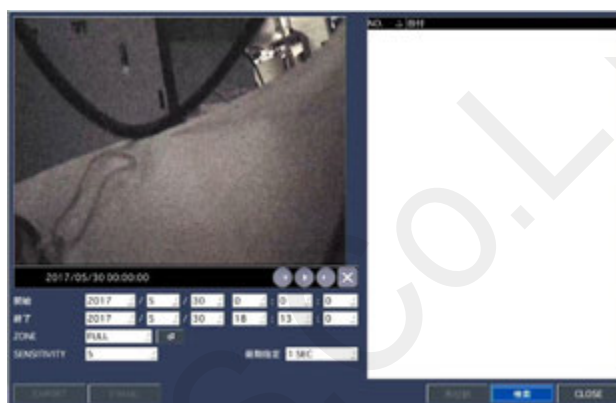 NO. 日付
2017/05/30 00:00:00
開始 2017 / 5 / 30 0 : 0 : 0
終了 2017 / 5 / 30 18 : 13 : 0
ZONE FULL
SENSITIVITY 5 1 SEC
EXPORT 検索 CLOSE